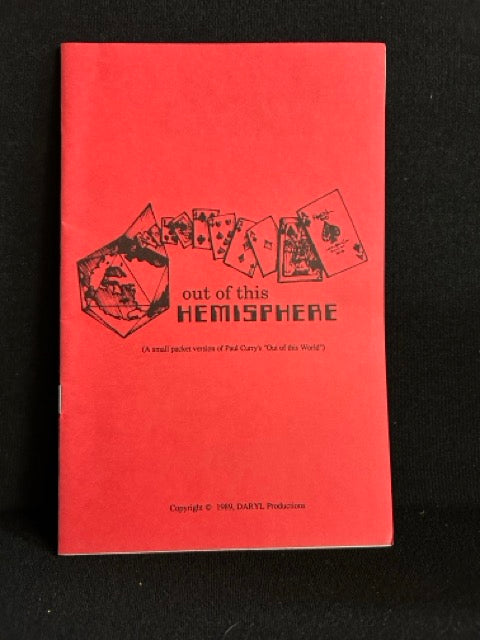 out of this
HEMISPHERE
(A small packet version of Paul Curry's "Out of this World")
Copyright © 1989, DARYL Productions